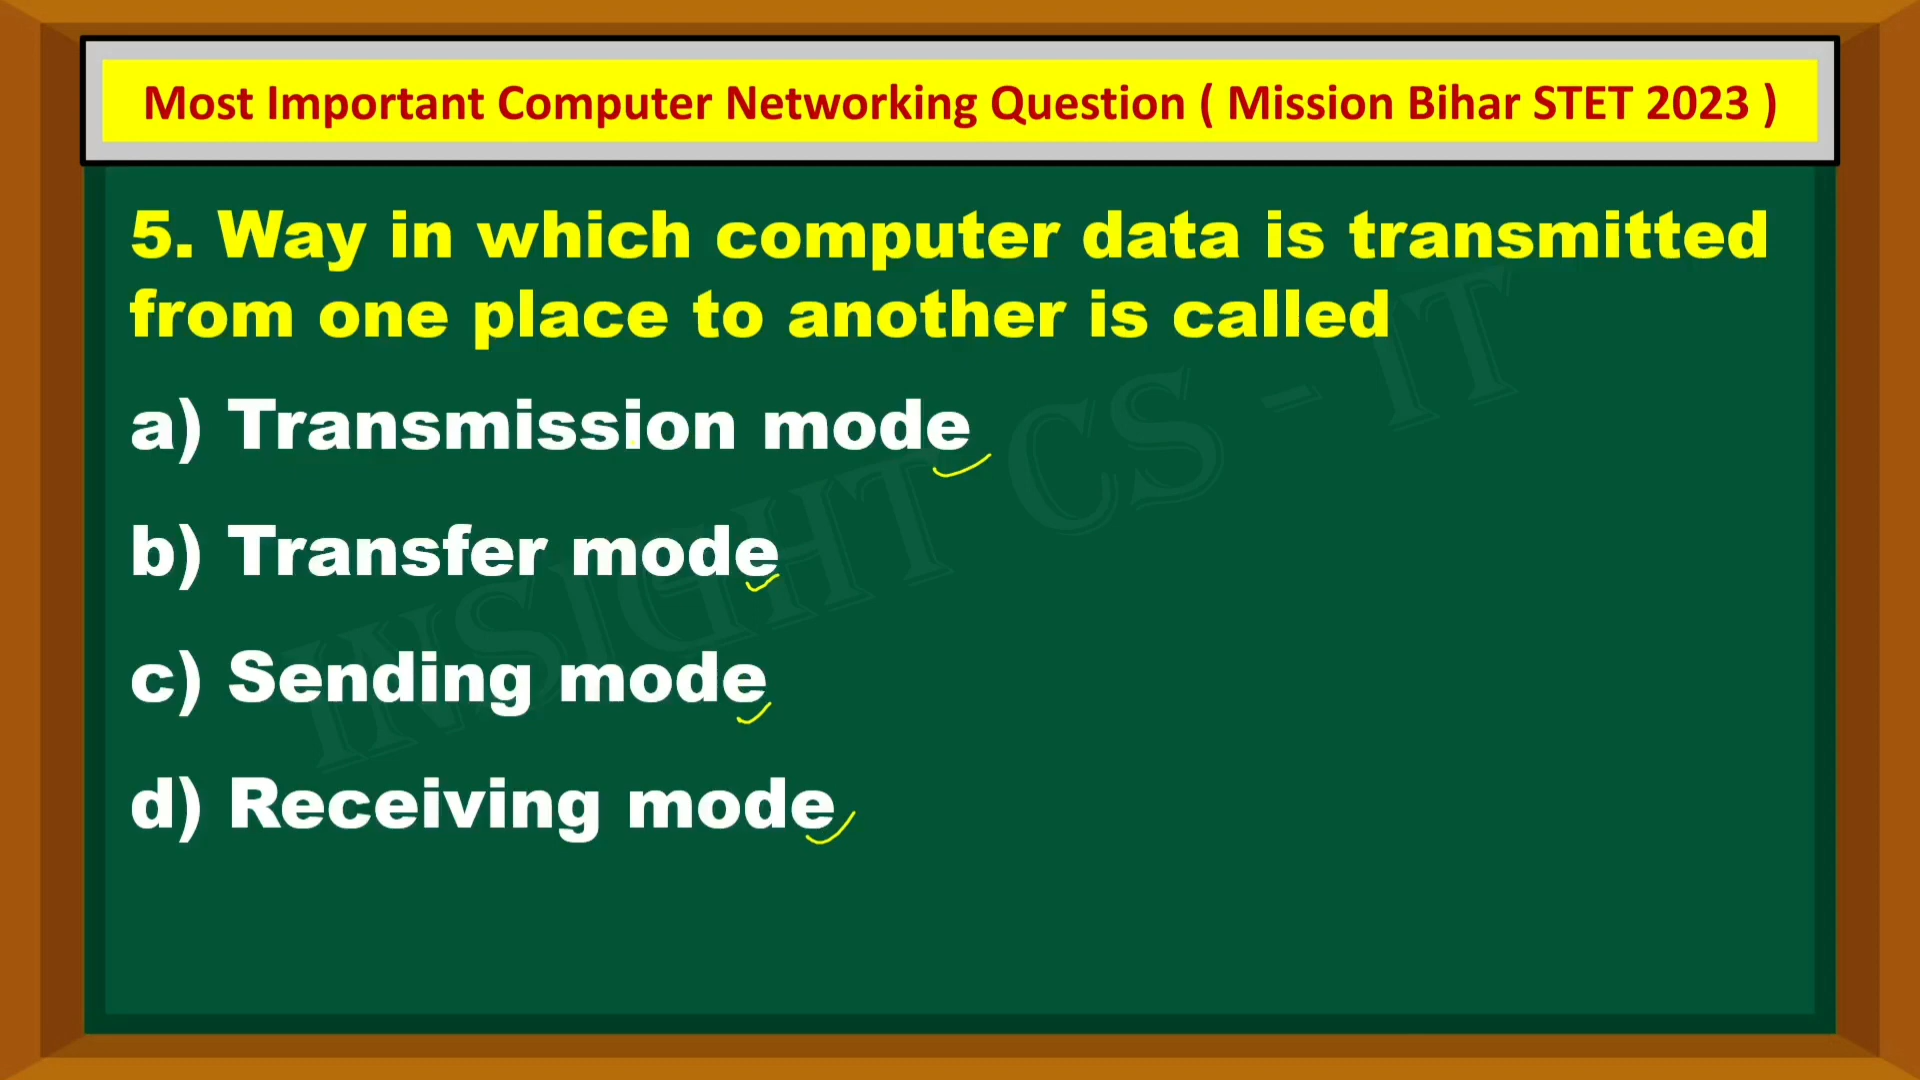 Most Important Computer Networking Question ( Mission Bihar STET 2023 )
5. Way in which computer data is transmitted
from one place to another is called
a) Transmission mode
b) Transfer mode
c) Sending mode
d) Receiving mode
INSIGHT CS - IT